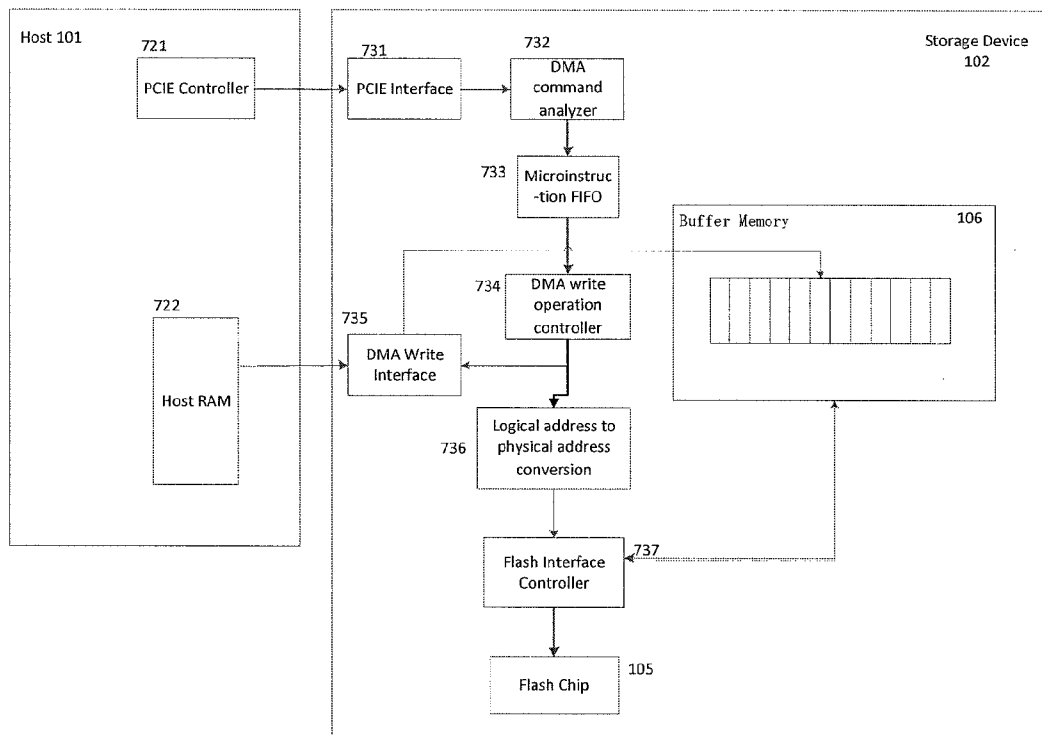 Host 101
721
PCIE Controller
731
PCIE Interface
732
DMA
command
analyzer
Storage Device
102
733
Microinstruc
-tion FIFO
Buffer Memory
106
734
DMA write
operation
controller
722
Host RAM
735
DMA Write
Interface
736
Logical address to
physical address
conversion
737
Flash Interface
Controller
105
Flash Chip